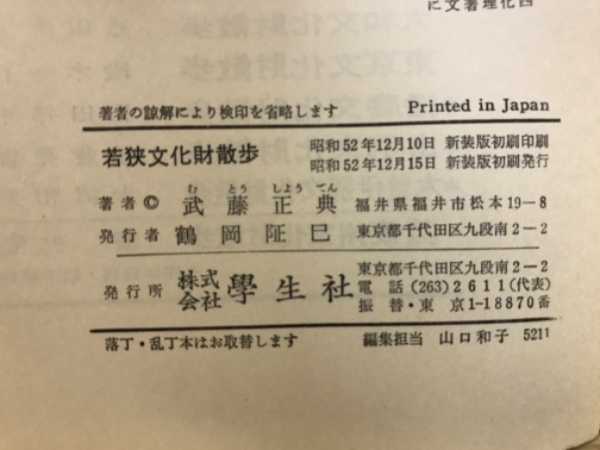 四化理著文に
著者の諒解により検印を省略します Printed in Japan
若狭文化財散歩 昭和52年12月10日 新装版初刷印刷
昭和52年12月15日 新装版初刷発行
む とう しよう てん
著者© 武藤正典 福井県福井市松本19-8
発行者 鶴岡阷巳 東京都千代田区九段南2-2
発行所 株式会社 學生社 東京都千代田区九段南2-2
電話(263)2611(代表)
振替・東京1-18870番
落丁・乱丁本はお取替します 編集担当 山口和子 5211